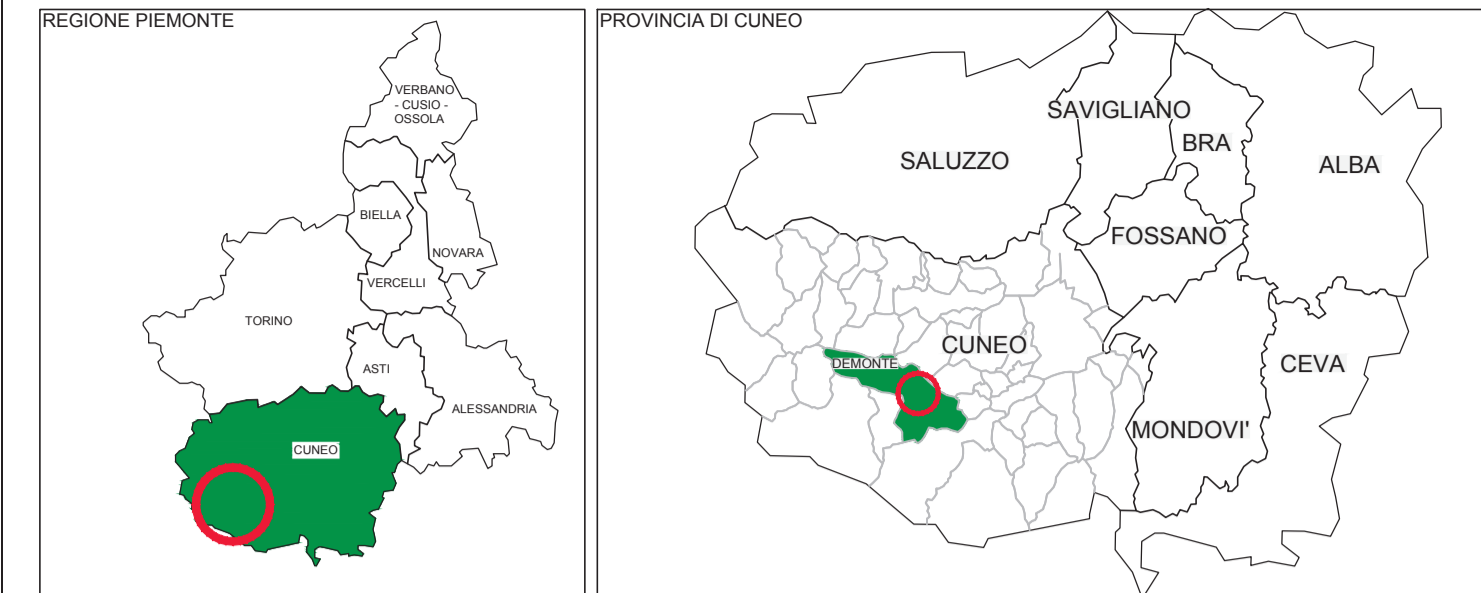 REGIONE PIEMONTE
VERBANO
- CUSIO -
OSSOLA
BIELLA
NOVARA
VERCELLI
TORINO
ASTI
ALESSANDRIA
CUNEO
PROVINCIA DI CUNEO
SAVIGLIANO
BRA
SALUZZO
ALBA
FOSSANO
CUNEO
DEMONTE
CEVA
MONDOVI'